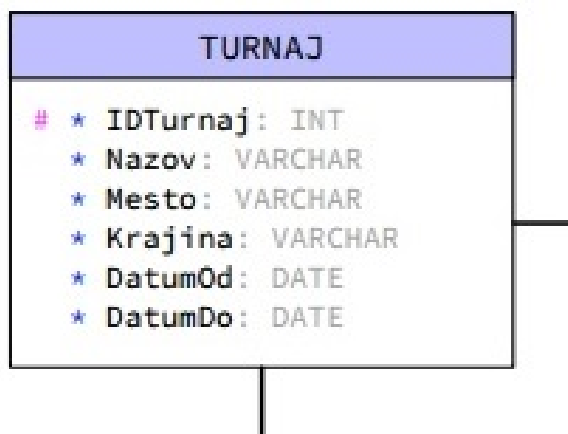 TURNAJ
# * IDTurnaj: INT
* Nazov: VARCHAR
* Mesto: VARCHAR
* Krajina: VARCHAR
* DatumOd: DATE
* DatumDo: DATE